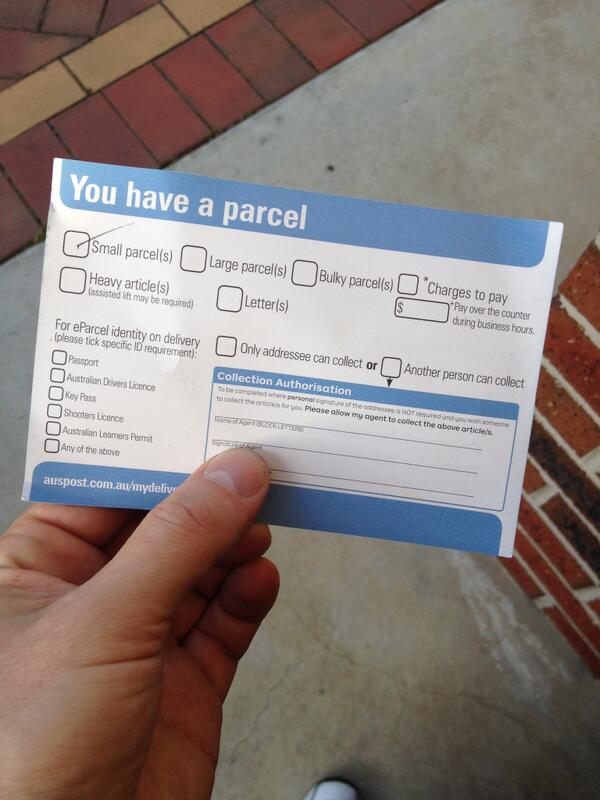 You have a parcel
Small parcel(s)
Large parcel(s)
Bulky parcel(s)
*Charges to pay
Heavy article(s)
(assisted lift may be required)
Letter(s)
$
*Pay over the counter
during business hours.
For eParcel identity on delivery
(please tick specific ID requirement):
Passport
Australian Drivers Licence
Key Pass
Shooters Licence
Australian Learners Permit
Any of the above
Only addressee can collect or
Another person can collect
Collection Authorisation
To be completed where personal signature of the addressee is NOT required and you wish someone
to collect the article/s for you. Please allow my agent to collect the above article/s.
Name of Agent (BLOCK LETTERS)
Signature of Agent
auspost.com.au/mydelive